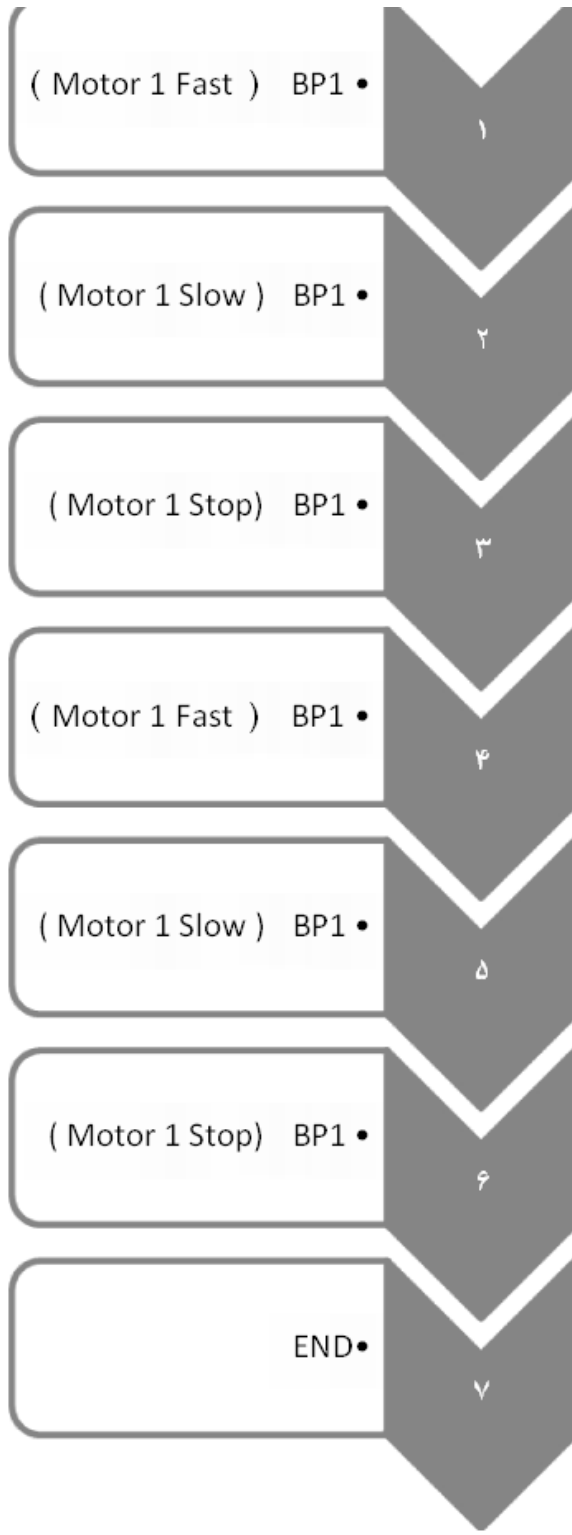 ۱
• BP1 ( Motor 1 Fast )
۲
• BP1 ( Motor 1 Slow )
۳
• BP1 ( Motor 1 Stop)
۴
• BP1 ( Motor 1 Fast )
۵
• BP1 ( Motor 1 Slow )
۶
• BP1 ( Motor 1 Stop)
۷
•END